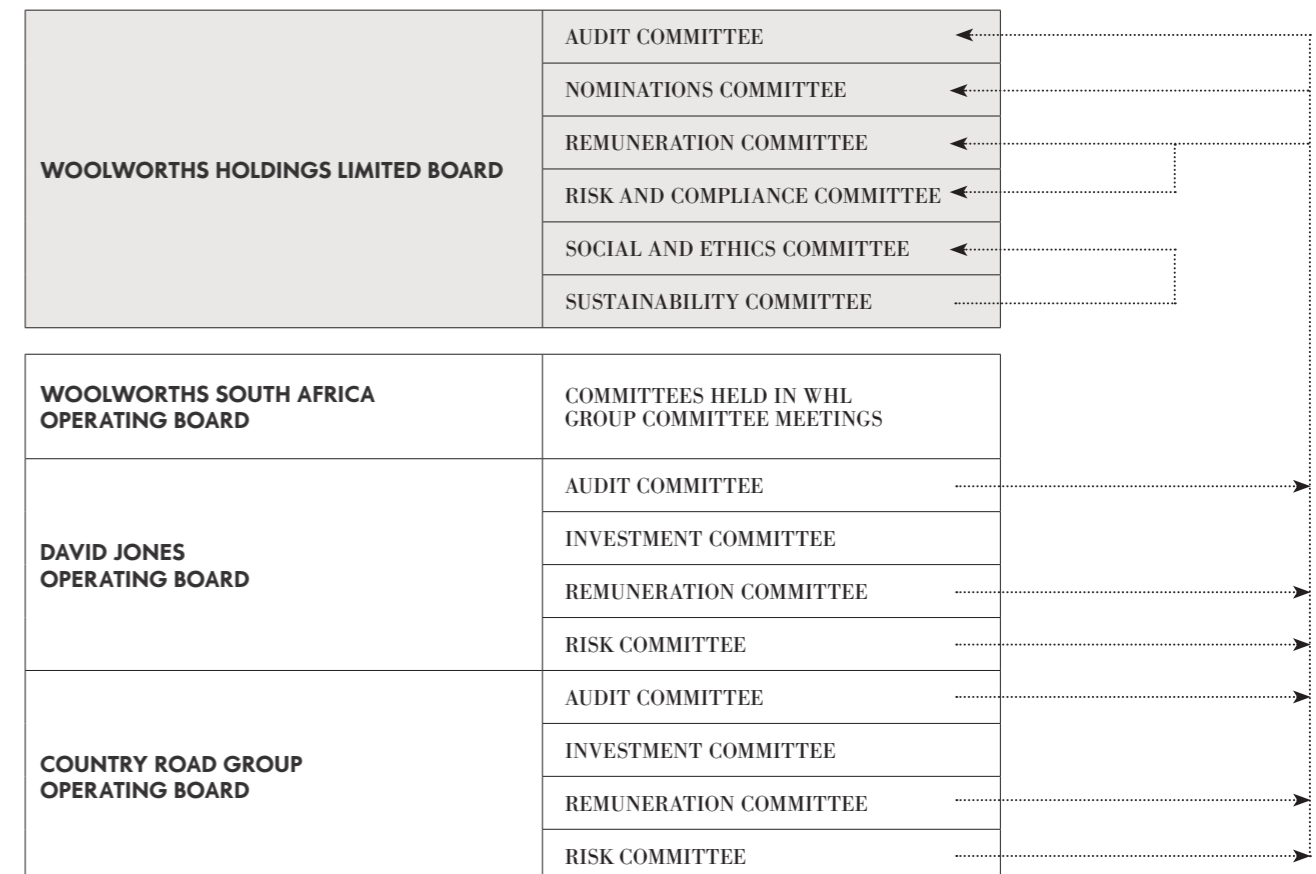 WOOLWORTHS HOLDINGS LIMITED BOARD
AUDIT COMMITTEE
NOMINATIONS COMMITTEE
REMUNERATION COMMITTEE
RISK AND COMPLIANCE COMMITTEE
SOCIAL AND ETHICS COMMITTEE
SUSTAINABILITY COMMITTEE
WOOLWORTHS SOUTH AFRICA
OPERATING BOARD
COMMITTEES HELD IN WHL
GROUP COMMITTEE MEETINGS
DAVID JONES
OPERATING BOARD
AUDIT COMMITTEE
INVESTMENT COMMITTEE
REMUNERATION COMMITTEE
RISK COMMITTEE
COUNTRY ROAD GROUP
OPERATING BOARD
AUDIT COMMITTEE
INVESTMENT COMMITTEE
REMUNERATION COMMITTEE
RISK COMMITTEE